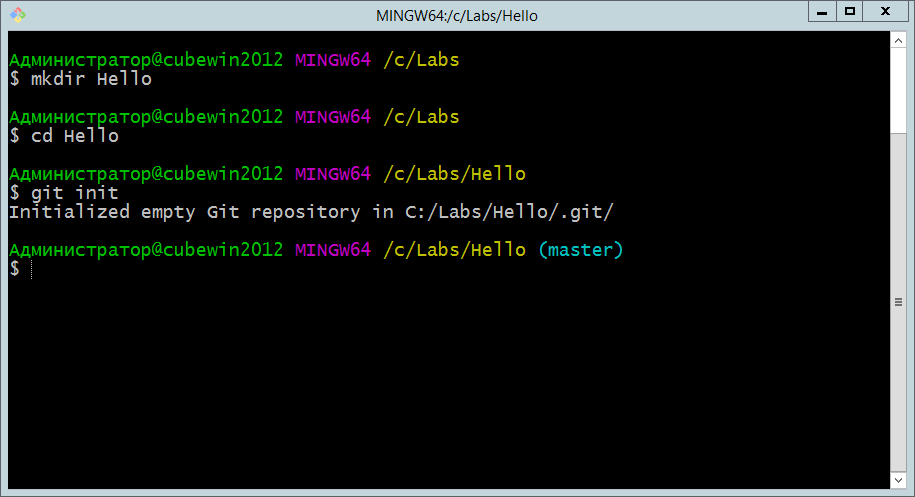 MINGW64:/c/Labs/Hello
Администратор@cubewin2012 MINGW64 /c/Labs
$ mkdir Hello
Администратор@cubewin2012 MINGW64 /c/Labs
$ cd Hello
Администратор@cubewin2012 MINGW64 /c/Labs/Hello
$ git init
Initialized empty Git repository in C:/Labs/Hello/.git/
Администратор@cubewin2012 MINGW64 /c/Labs/Hello (master)
$